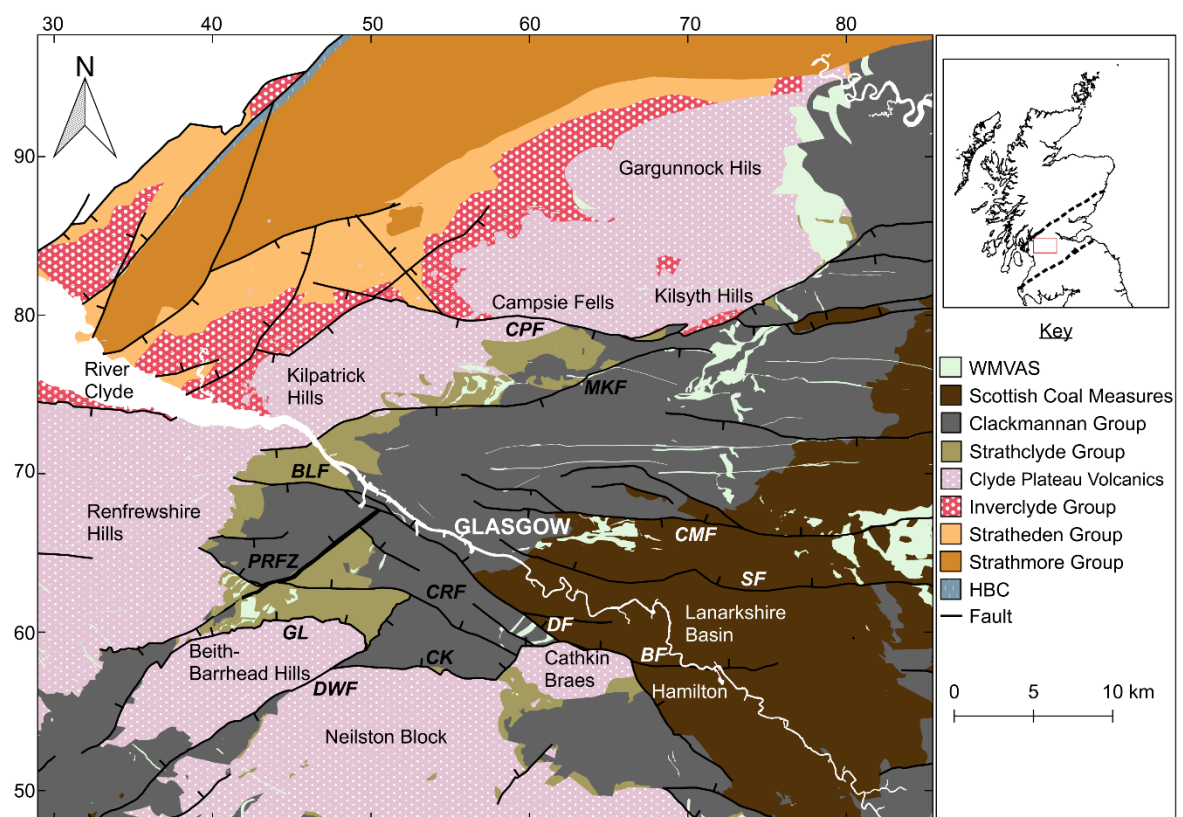 30
40
50
60
70
80
N
90
80
70
60
50
Gargunnock Hils
Campsie Fells
Kilsyth Hills
CPF
River
Clyde
Kilpatrick
Hills
MKF
BLF
Renfrewshire
Hills
GLASGOW
CMF
PRFZ
SF
CRF
Lanarkshire
Basin
DF
GL
BF
Beith-
Barrhead Hills
CK
Cathkin
Braes
DWF
Hamilton
Neilston Block
Key
WMVAS
Scottish Coal Measures
Clackmannan Group
Strathclyde Group
Clyde Plateau Volcanics
Inverclyde Group
Stratheden Group
Strathmore Group
HBC
Fault
0
5
10 km